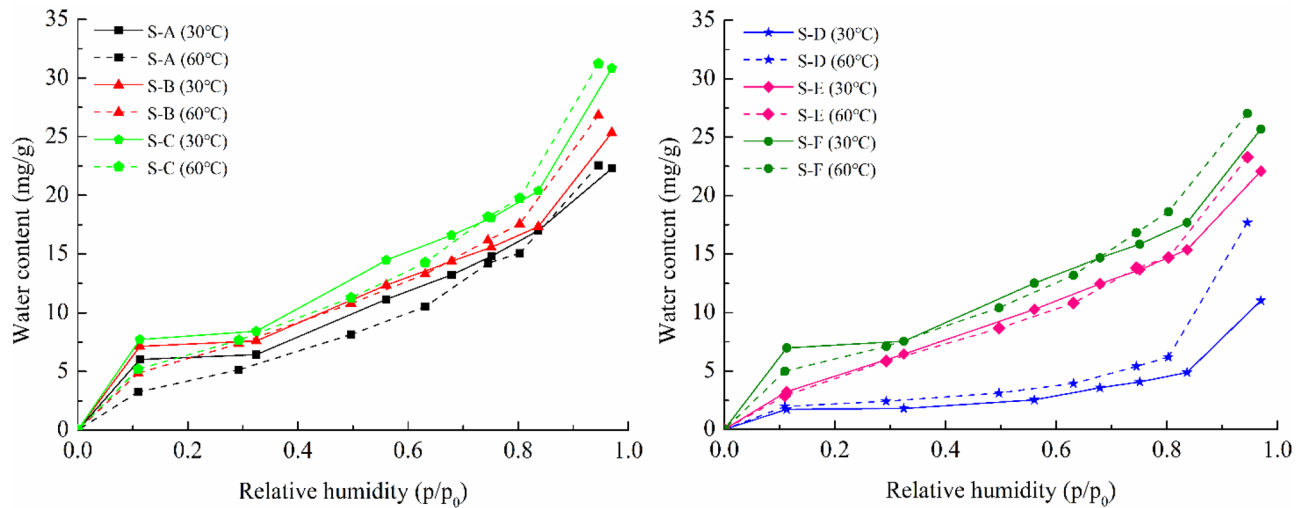 35
30
25
20
15
10
5
0
Water content (mg/g)
S-A (30℃)
S-A (60℃)
S-B (30℃)
S-B (60℃)
S-C (30℃)
S-C (60℃)
0.0 0.2 0.4 0.6 0.8 1.0
Relative humidity (p/p₀)
35
30
25
20
15
10
5
0
Water content (mg/g)
S-D (30℃)
S-D (60℃)
S-E (30℃)
S-E (60℃)
S-F (30℃)
S-F (60℃)
0.0 0.2 0.4 0.6 0.8 1.0
Relative humidity (p/p₀)